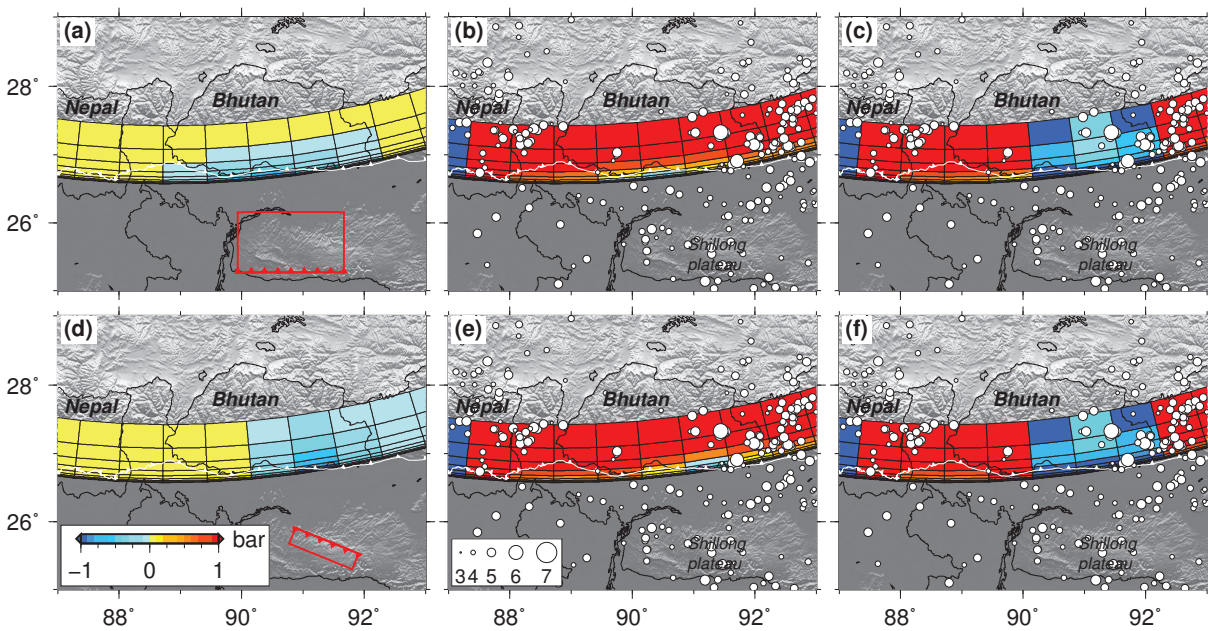 (a)
(b)
(c)
28˚
Nepal
Bhutan
Nepal
Bhutan
Nepal
Bhutan
26˚
Shillong
plateau
Shillong
plateau
(d)
(e)
(f)
28˚
Nepal
Bhutan
Nepal
Bhutan
Nepal
Bhutan
26˚
bar
−1 0 1
3 4 5 6 7
Shillong
plateau
Shillong
plateau
88˚ 90˚ 92˚
88˚ 90˚ 92˚
88˚ 90˚ 92˚